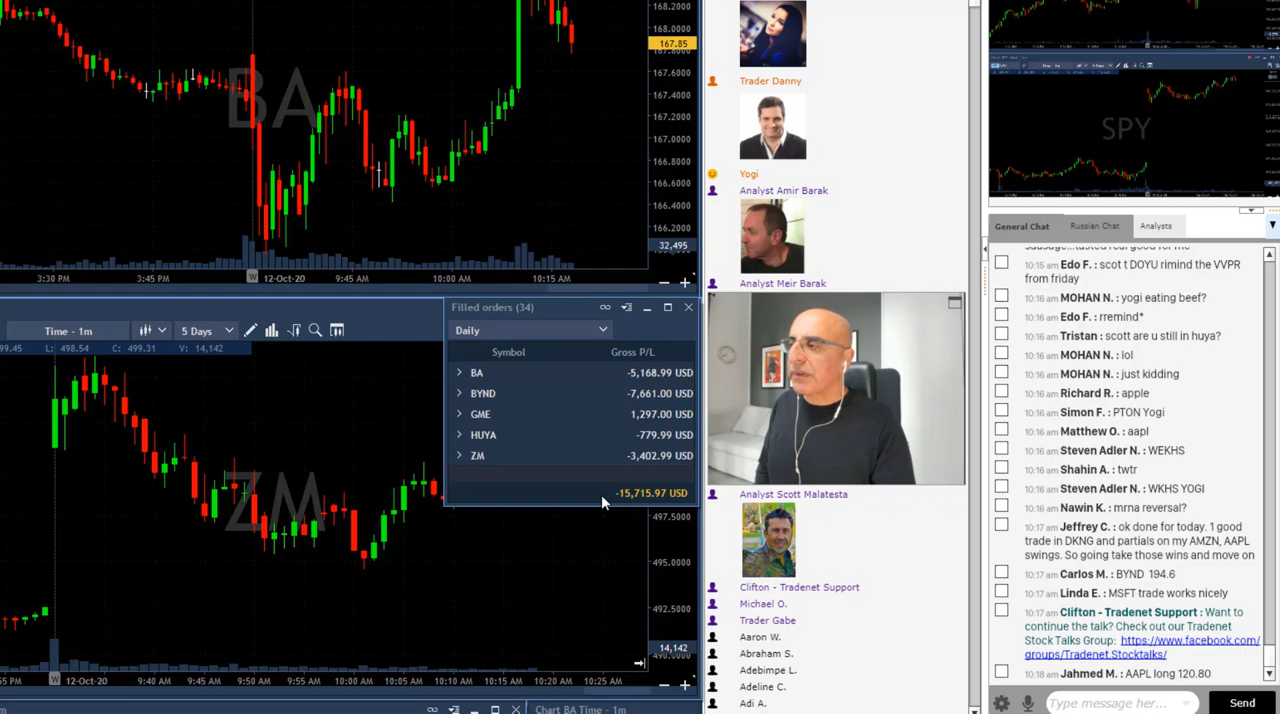 168.2000
168.0000
167.85
167.6000
167.4000
167.2000
167.0000
166.8000
166.6000
166.4000
166.2000
32,495
BA
3:30 PM
3:45 PM
W
12-Oct-20
9:45 AM
10:00 AM
10:15 AM
Time - 1m
5 Days
99.45 L: 498.54 C: 499.31 V: 14,142
ZM
497.5000
495.0000
492.5000
14,142
:55 PM
W
12-Oct-20
9:40 AM
9:45 AM
9:50 AM
9:55 AM
10:00 AM
10:05 AM
10:10 AM
10:15 AM
10:20 AM
10:25 AM
Chart BA Time - 1m
Filled orders (34)
Daily
Symbol Gross P/L
BA -5,168.99 USD
BYND -7,661.00 USD
GME 1,297.00 USD
HUYA -779.99 USD
ZM -3,402.99 USD
-15,715.97 USD
Trader Danny
Yogi
Analyst Amir Barak
Analyst Meir Barak
Analyst Scott Malatesta
Clifton - Tradenet Support
Michael O.
Trader Gabe
Aaron W.
Abraham S.
Adebimpe L.
Adeline C.
Adi A.
SPY
General Chat
Russian Chat
Analysts
sausage...tasted real good for me
10:15 am Edo F. : scot t DOYU rimind the VVPR
from friday
10:16 am MOHAN N. : yogi eating beef?
10:16 am Edo F. : rremind*
10:16 am Tristan : scott are u still in huya?
10:16 am MOHAN N. : lol
10:16 am MOHAN N. : just kidding
10:16 am Richard R. : apple
10:16 am Simon F. : PTON Yogi
10:16 am Matthew O. : aapl
10:16 am Steven Adler N. : WEKHS
10:16 am Shahin A. : twtr
10:16 am Steven Adler N. : WKHS YOGI
10:16 am Nawin K. : mrna reversal?
10:17 am Jeffrey C. : ok done for today. 1 good
trade in DKNG and partials on my AMZN, AAPL
swings. So going take those wins and move on
10:17 am Carlos M. : BYND 194.6
10:17 am Linda E. : MSFT trade works nicely
10:17 am Clifton - Tradenet Support : Want to
continue the talk? Check out our Tradenet
Stock Talks Group: https://www.facebook.com/
groups/Tradenet.Stocktalks/
10:18 am Jahmed M. : AAPL long 120.80
Type message her...
Send